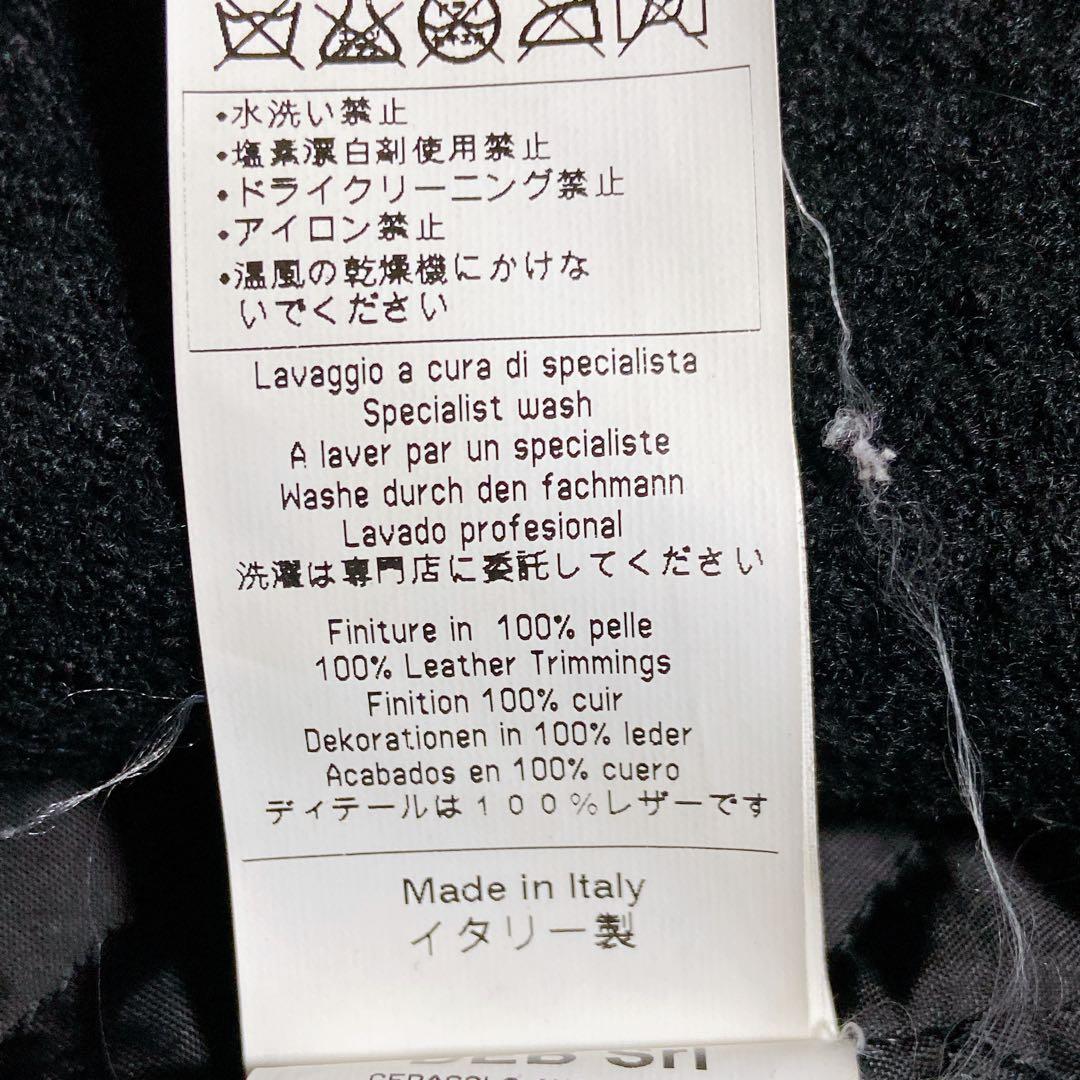 ・水洗い禁止
・塩素漂白剤使用禁止
・ドライクリーニング禁止
・アイロン禁止
・温風の乾燥機にかけな
いでください
Lavaggio a cura di specialista
Specialist wash
A laver par un specialiste
Washe durch den fachmann
Lavado profesional
洗濯は専門店に委託してください
Finiture in 100% pelle
100% Leather Trimmings
Finition 100% cuir
Dekorationen in 100% leder
Acabados en 100% cuero
ディテールは100%レザーです
Made in Italy
イタリー製
Srl